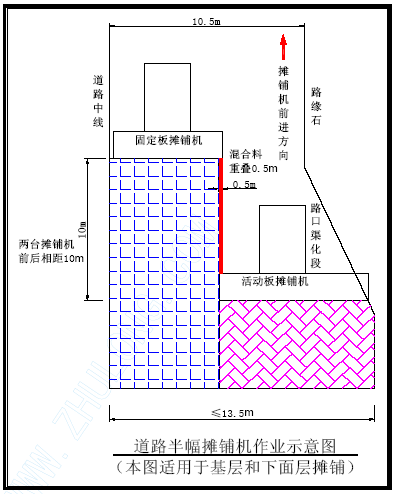 10.5m
道路中线
摊铺机前进方向
路缘石
固定板摊铺机
混合料
重叠0.5m
0.5m
10m
两台摊铺机
前后相距10m
路口渠化段
活动板摊铺机
≤13.5m
道路半幅摊铺机作业示意图
(本图适用于基层和下面层摊铺)